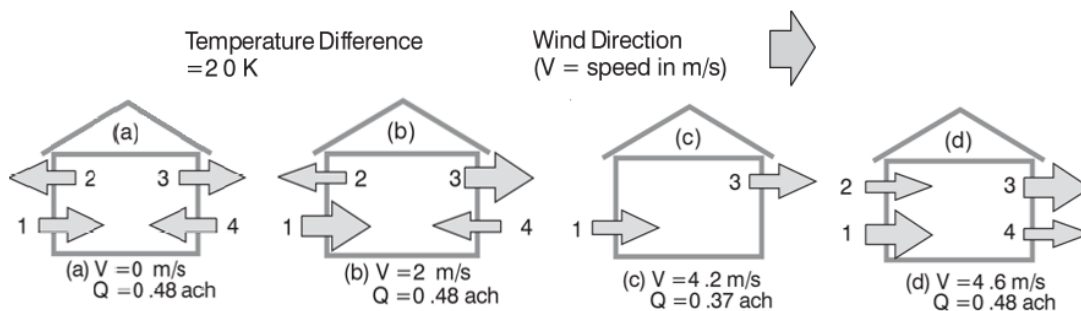 Temperature Difference
=20 K
Wind Direction
(V = speed in m/s)
(a)
2 3
1 4
(a) V =0 m/s
Q =0 .48 ach
(b)
2 3
1 4
(b) V =2 m/s
Q =0 .48 ach
(c)
3
1
(c) V =4 .2 m/s
Q =0 .37 ach
(d)
2 3
1 4
(d) V =4 .6 m/s
Q =0 .48 ach